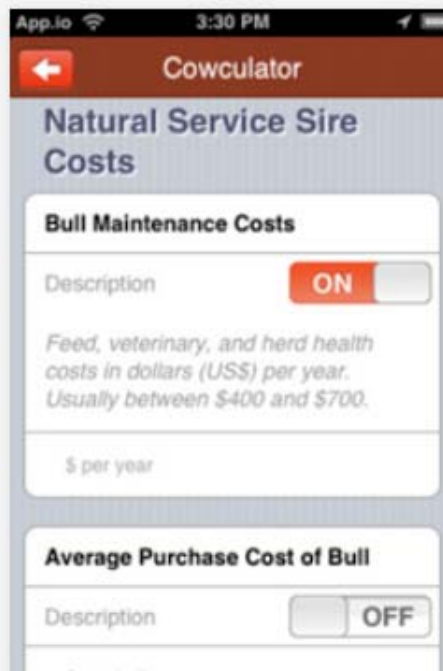 App.io 3:30 PM
Cowculator
Natural Service Sire
Costs
Bull Maintenance Costs
Description ON
Feed, veterinary, and herd health
costs in dollars (US$) per year.
Usually between $400 and $700.
$ per year
Average Purchase Cost of Bull
Description OFF